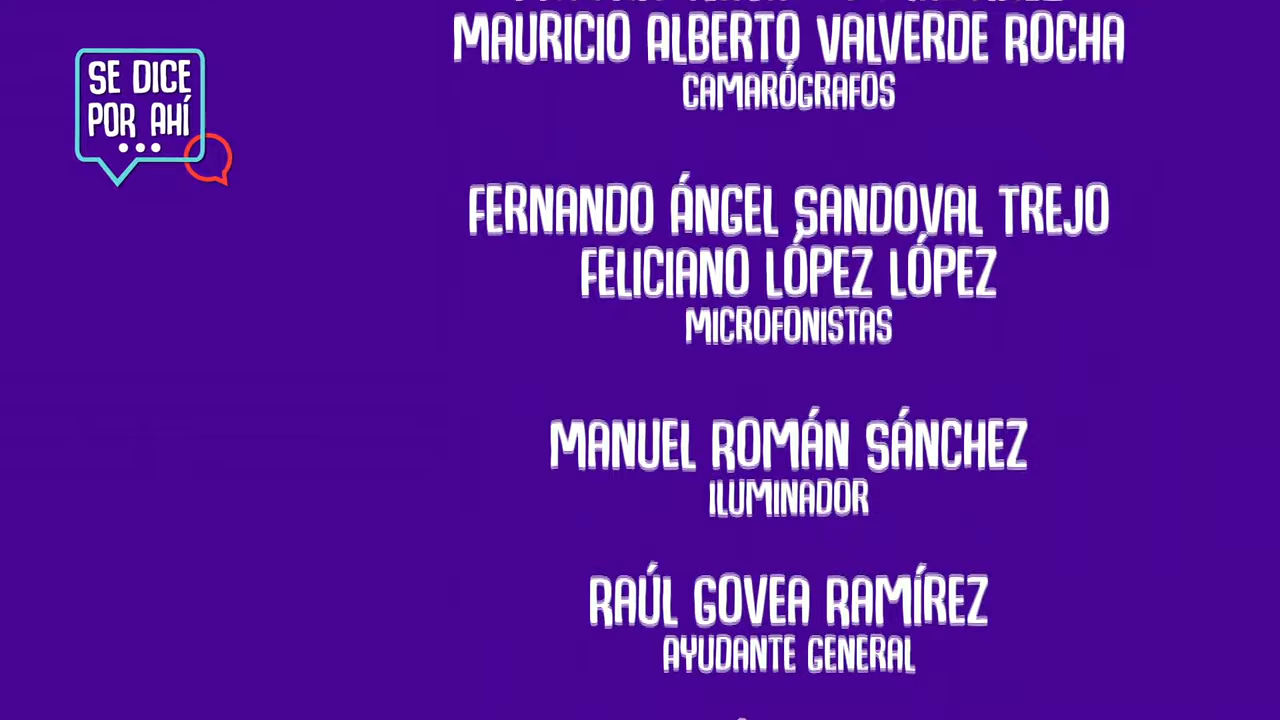 SE DICE
POR AHÍ
MAURICIO ALBERTO VALVERDE ROCHA
CAMARÓGRAFOS
FERNANDO ÁNGEL SANDOVAL TREJO
FELICIANO LÓPEZ LÓPEZ
MICROFONISTAS
MANUEL ROMÁN SÁNCHEZ
ILUMINADOR
RAÚL GOVEA RAMÍREZ
AYUDANTE GENERAL